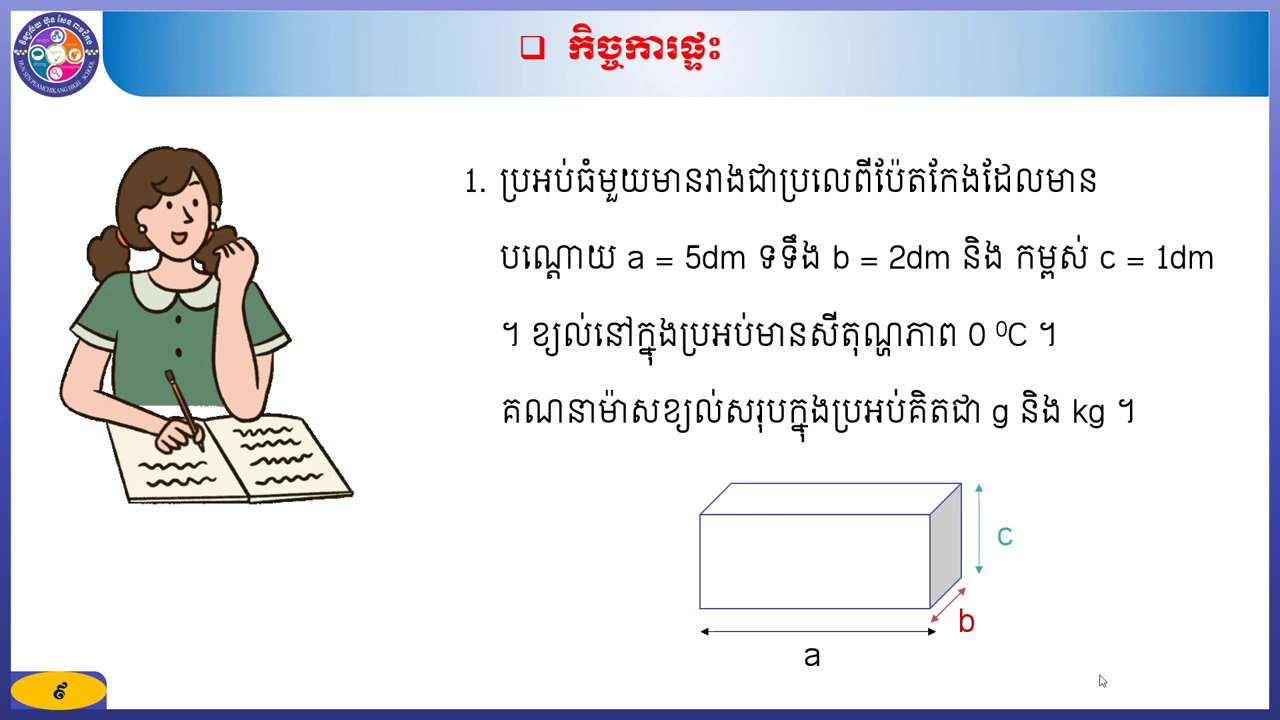 ❑ កិច្ចការផ្ទះ
1. ប្រអប់ធំមួយមានរាងជាប្រលេពីប៉ែតកែងដែលមាន
បណ្តោយ a = 5dm ទទឹង b = 2dm និង កម្ពស់ c = 1dm
។ ខ្យល់នៅក្នុងប្រអប់មានសីតុណ្ហភាព 0 ⁰C ។
គណនាម៉ាសខ្យល់សរុបក្នុងប្រអប់គិតជា g និង kg ។
c
b
a
៩